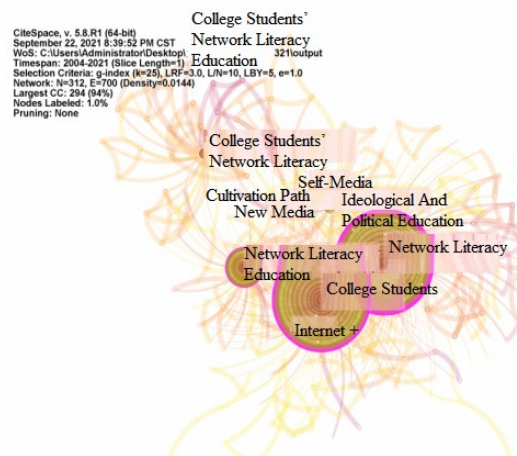 CiteSpace, v. 5.8.R1 (64-bit)
September 22, 2021 8:39:52 PM CST
WoS: C:\Users\Administrator\Desktop\ 321\output
Timespan: 2004-2021 (Slice Length=1)
Selection Criteria: g-index (k=25), LRF=3.0, L/N=10, LBY=5, e=1.0
Network: N=312, E=700 (Density=0.0144)
Largest CC: 294 (94%)
Nodes Labeled: 1.0%
Pruning: None
College Students’
Network Literacy
Education
College Students’
Network Literacy
Self-Media
Cultivation Path
New Media
Ideological And
Political Education
Network Literacy
Network Literacy
Education
College Students
Internet +